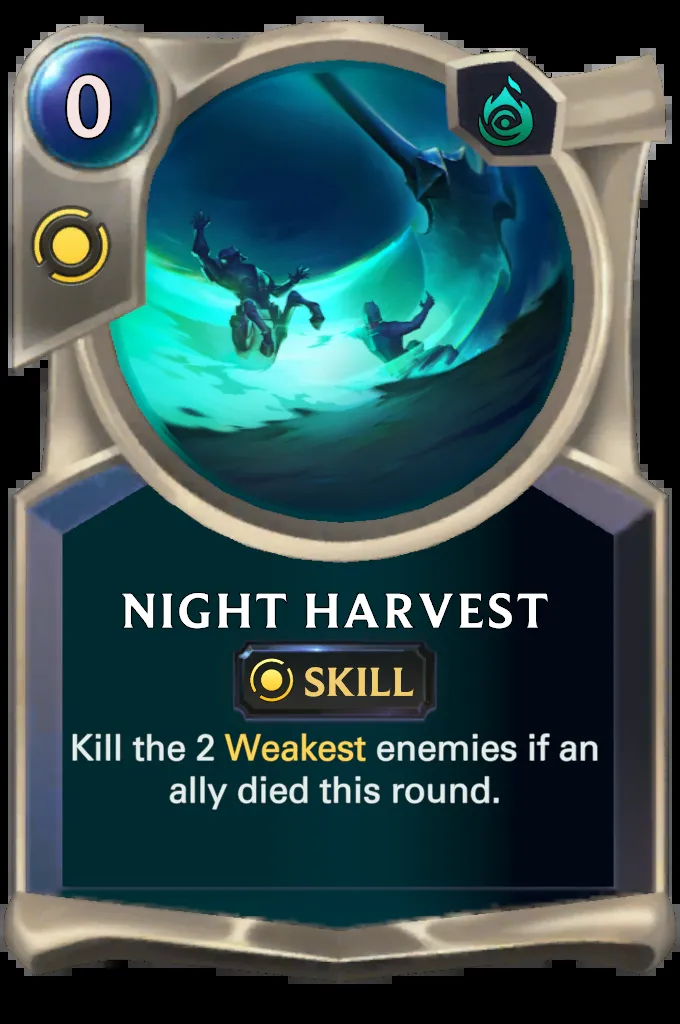 0
NIGHT HARVEST
SKILL
Kill the 2 Weakest enemies if an
ally died this round.